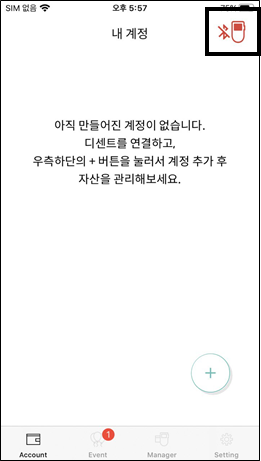 SIM 없음 오후 5:57 75%
내 계정
아직 만들어진 계정이 없습니다.
디센트를 연결하고,
우측하단의 + 버튼을 눌러서 계정 추가 후
자산을 관리해보세요.
+
1
Account Event Manager Setting